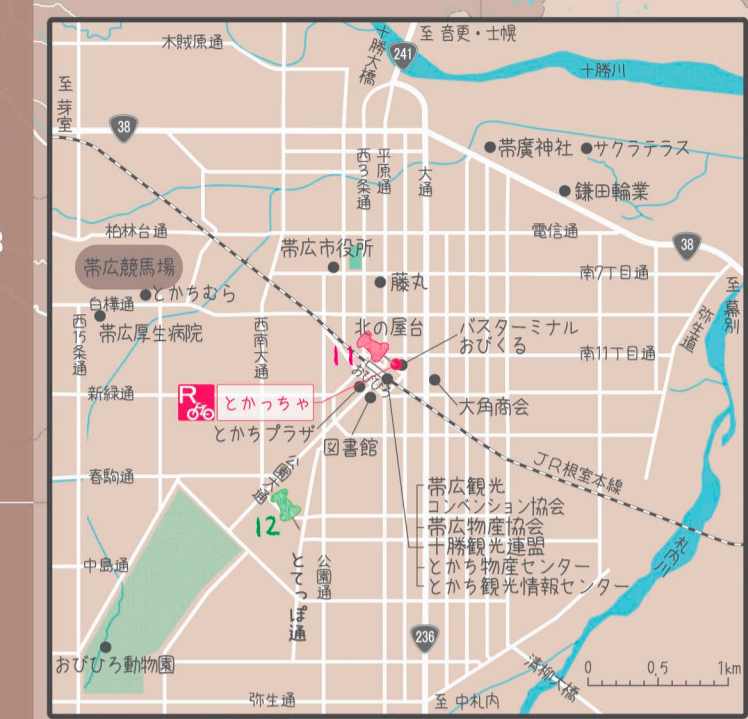 木賊原通
十勝大橋
241
至 音更・士幌
十勝川
至 芽室
38
西3条通
平原通
大通
帯廣神社
サクラテラス
鎌田輪業
柏林台通
電信通
38
帯広市役所
帯広競馬場
とかちむら
藤丸
南7丁目通
至 幕別
白樺通
西15条通
帯広厚生病院
西南大通
北の屋台
バスターミナル
おびくる
弥生道
11
おびひろ
南11丁目通
新緑通
R
とかっちゃ
大角商会
とかちプラザ
図書館
JR根室本線
春駒通
公園大通
帯広観光
コンベンション協会
帯広物産協会
十勝観光連盟
とかち物産センター
とかち観光情報センター
12
中島通
とてっぽ通
公園通
札内川
236
おびひろ動物園
清柳大橋
0 0,5 1km
弥生通
至 中札内